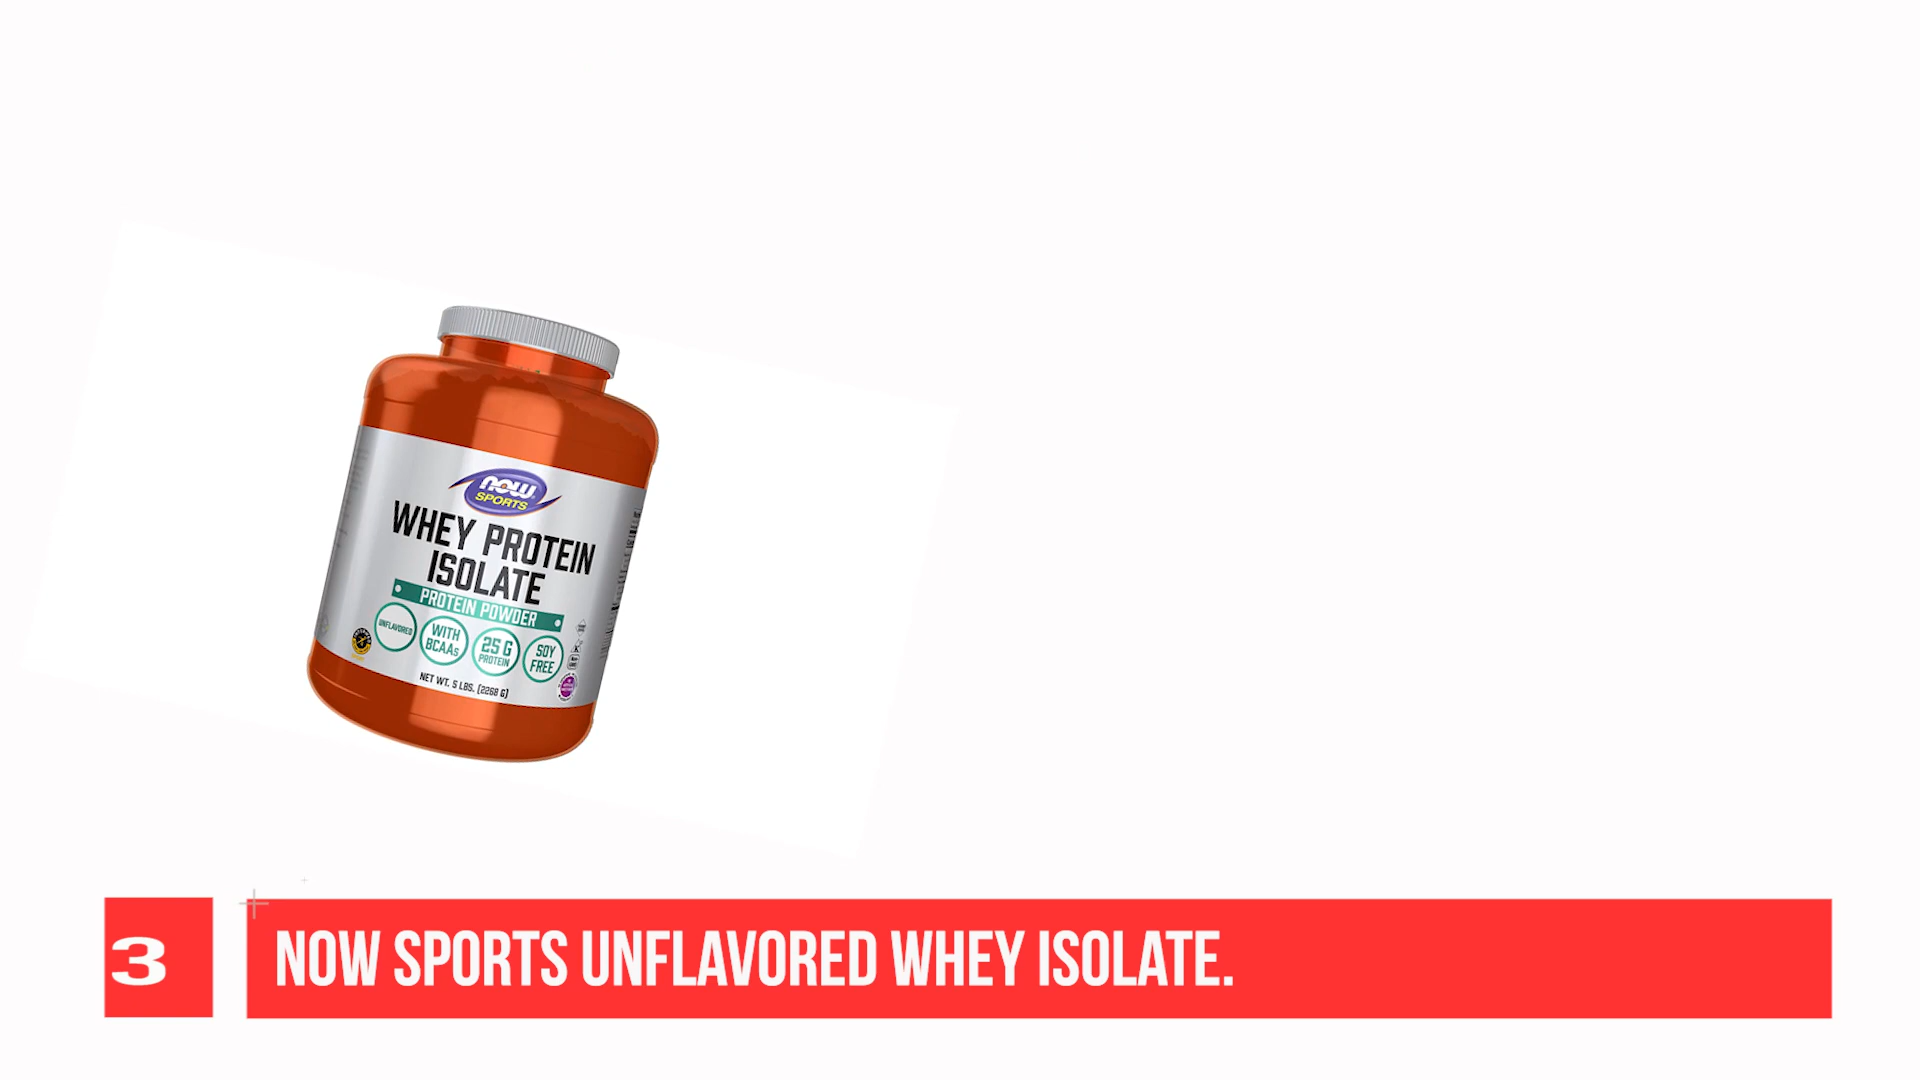 NOW
SPORTS
WHEY PROTEIN
ISOLATE
PROTEIN POWDER
UNFLAVORED
WITH
BCAAs
25 G
PROTEIN
SOY
FREE
NET WT. 5 LBS. (2268 G)
3
NOW SPORTS UNFLAVORED WHEY ISOLATE.